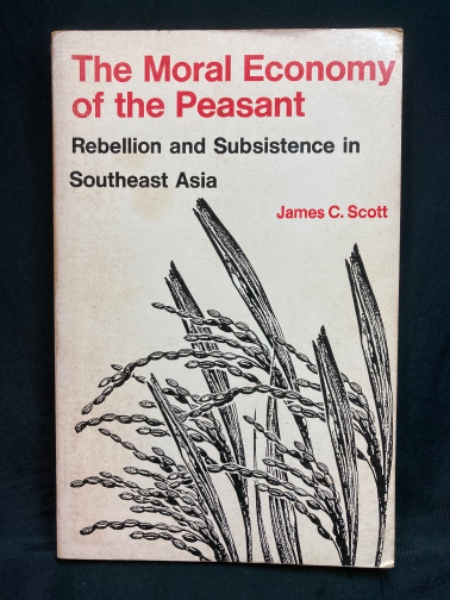 The Moral Economy
of the Peasant
Rebellion and Subsistence in
Southeast Asia
James C. Scott